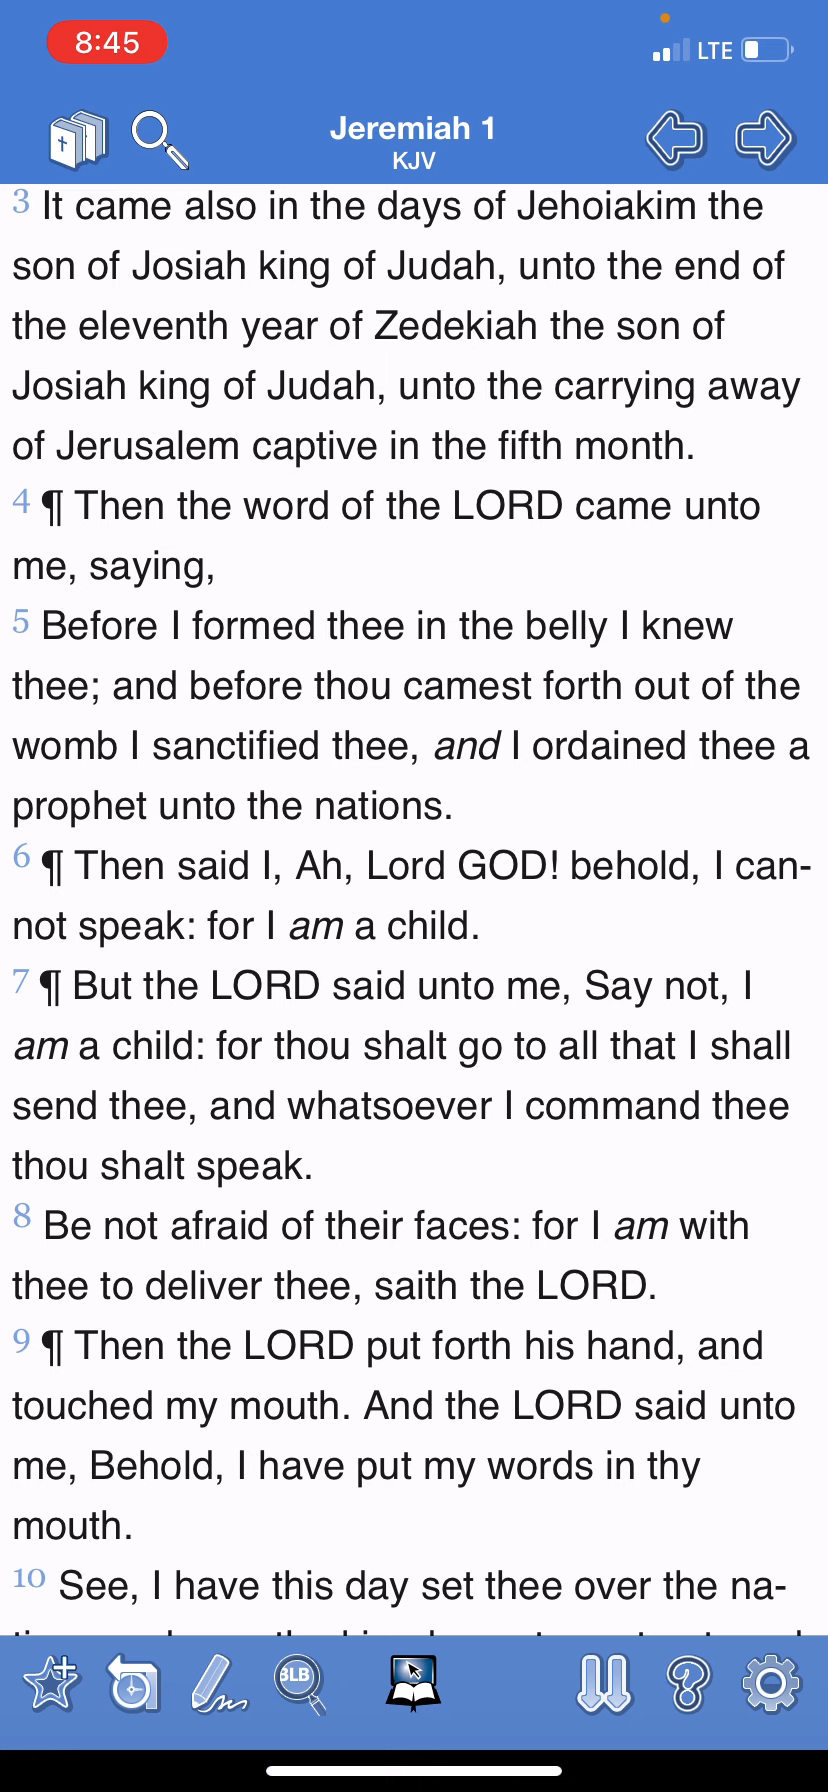 8:45
LTE
Jeremiah 1
KJV
3 It came also in the days of Jehoiakim the
son of Josiah king of Judah, unto the end of
the eleventh year of Zedekiah the son of
Josiah king of Judah, unto the carrying away
of Jerusalem captive in the fifth month.
4 ¶ Then the word of the LORD came unto
me, saying,
5 Before I formed thee in the belly I knew
thee; and before thou camest forth out of the
womb I sanctified thee, and I ordained thee a
prophet unto the nations.
6 ¶ Then said I, Ah, Lord GOD! behold, I can-
not speak: for I am a child.
7 ¶ But the LORD said unto me, Say not, I
am a child: for thou shalt go to all that I shall
send thee, and whatsoever I command thee
thou shalt speak.
8 Be not afraid of their faces: for I am with
thee to deliver thee, saith the LORD.
9 ¶ Then the LORD put forth his hand, and
touched my mouth. And the LORD said unto
me, Behold, I have put my words in thy
mouth.
10 See, I have this day set thee over the na-
BLB